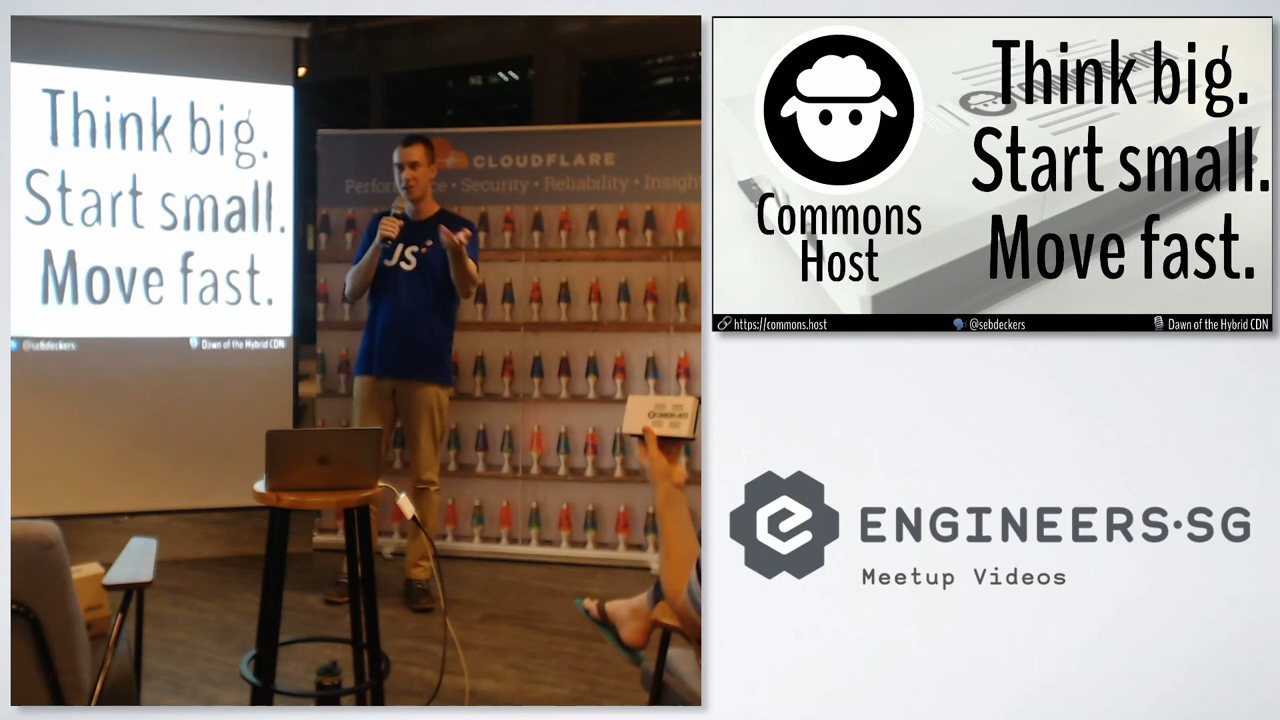 Think big.
Start small.
Move fast.
@sebdeckers
Dawn of the Hybrid CDN
CLOUDFLARE
Performance • Security • Reliability • Insight
JS
COMMONS HOST
Commons
Host
Think big.
Start small.
Move fast.
https://commons.host
@sebdeckers
Dawn of the Hybrid CDN
ENGINEERS·SG
Meetup Videos